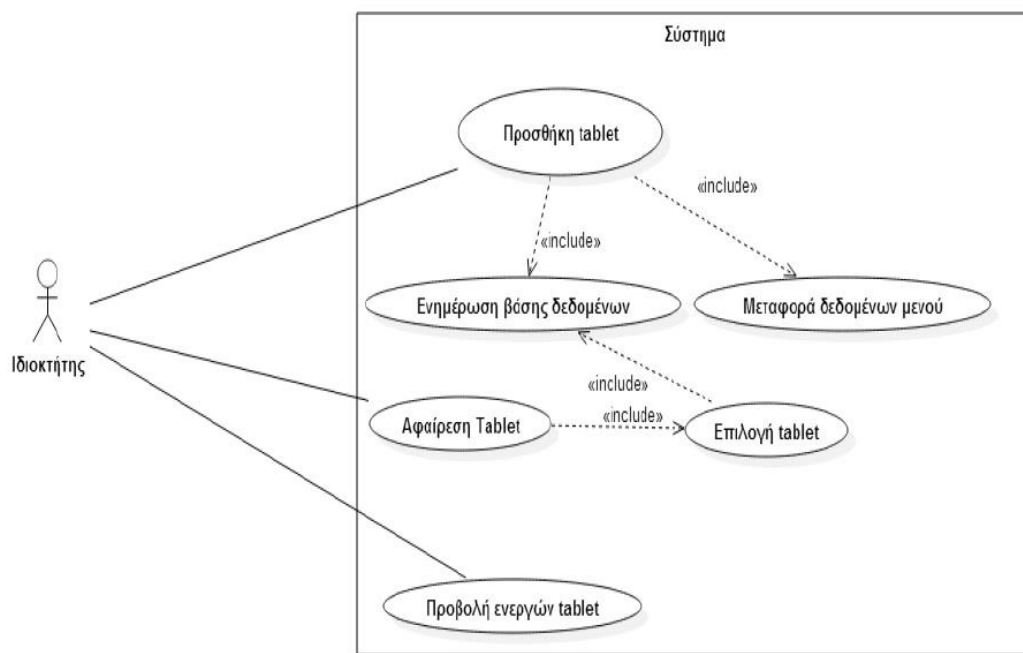 Σύστημα
Προσθήκη tablet
«include»
«include»
Ενημέρωση βάσης δεδομένων
Μεταφορά δεδομένων μενού
Ιδιοκτήτης
«include»
«include»
Αφαίρεση Tablet
Επιλογή tablet
Προβολή ενεργών tablet